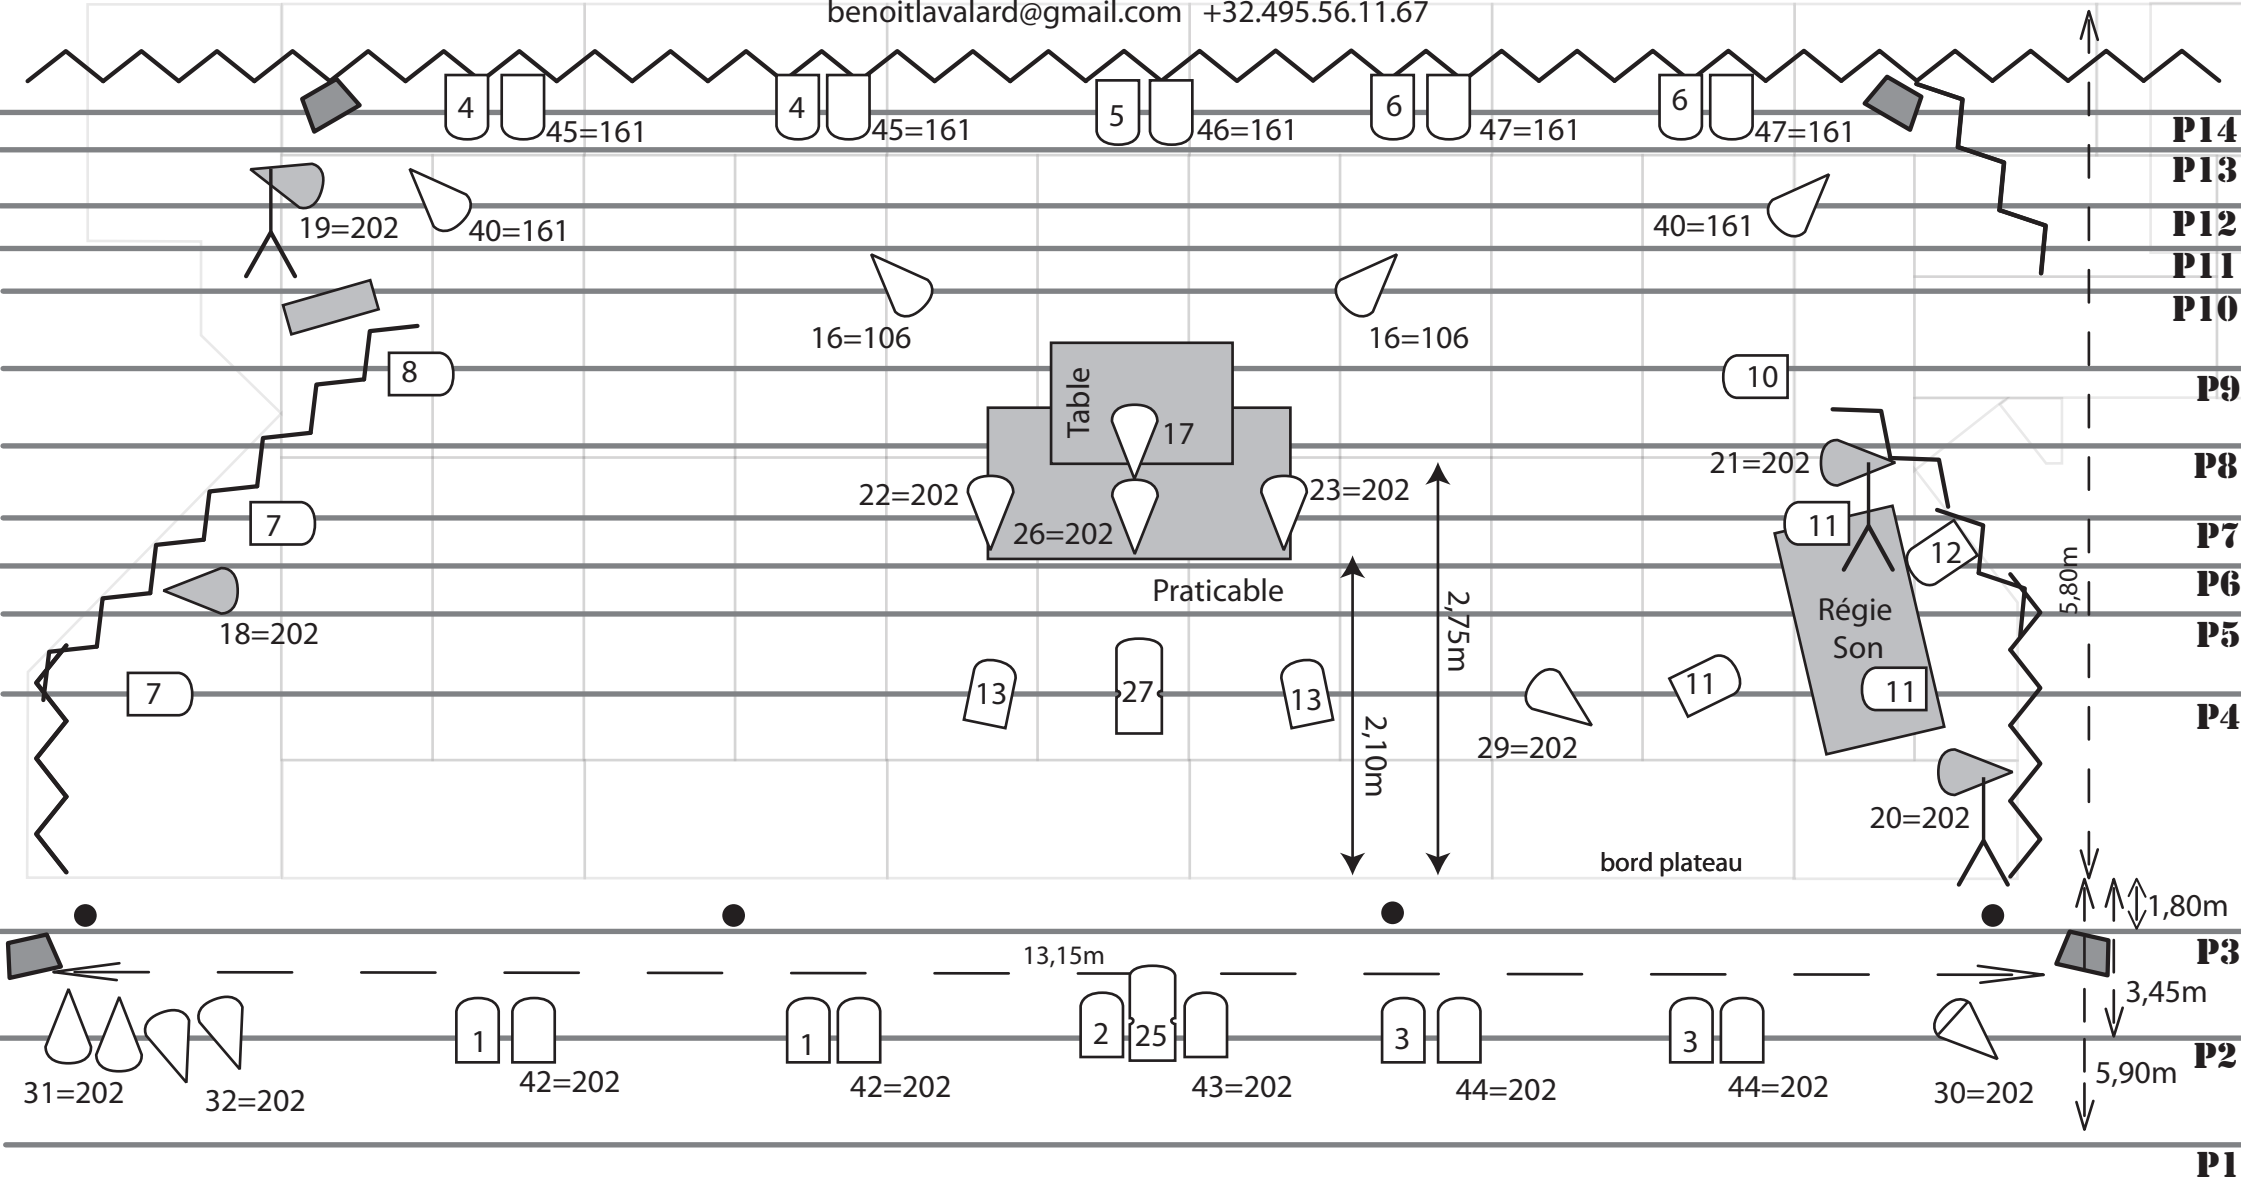 benoitlavalard@gmail.com +32.495.56.11.67
4
45=161
4
45=161
5
46=161
6
47=161
6
47=161
P14
P13
19=202
40=161
40=161
P12
P11
16=106
16=106
P10
8
Table
10
P9
17
21=202
P8
22=202
23=202
7
26=202
11
12
P7
5,80m
Praticable
P6
18=202
2,75m
Régie
Son
P5
7
13
27
13
11
11
P4
29=202
2,10m
20=202
bord plateau
1,80m
13,15m
P3
3,45m
1
1
2
25
3
3
P2
31=202
32=202
42=202
42=202
43=202
44=202
44=202
30=202
5,90m
P1